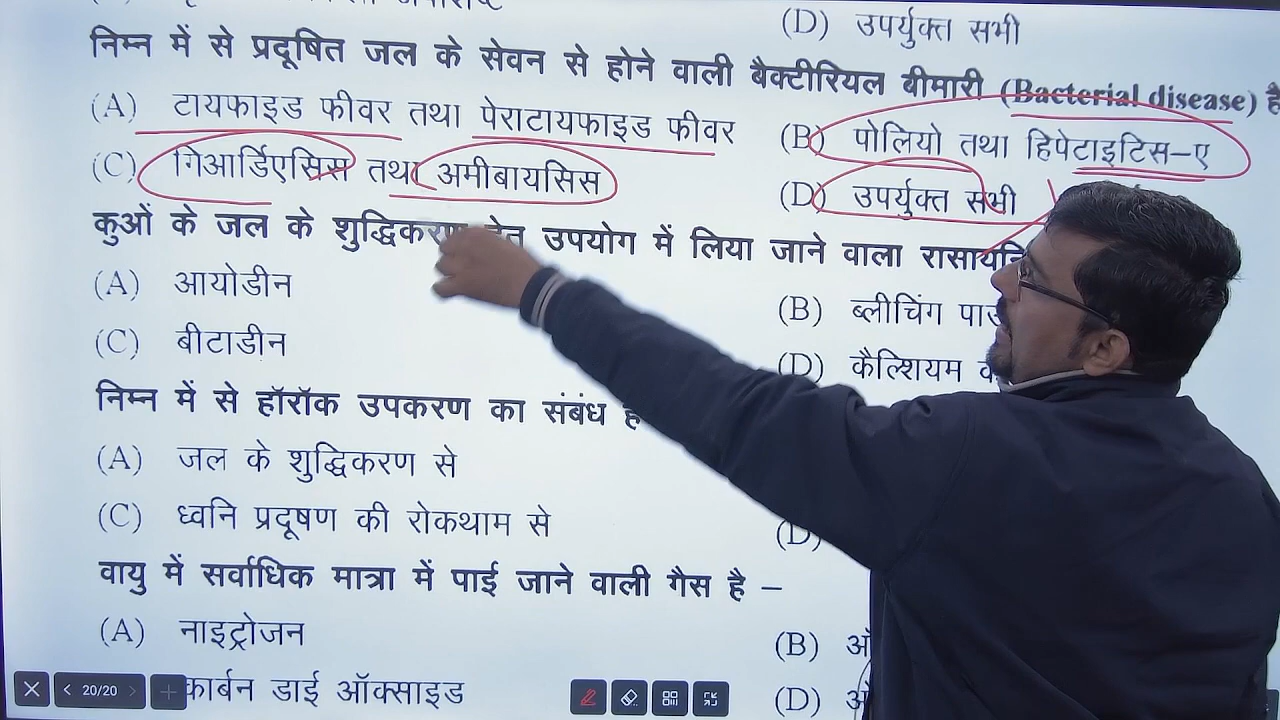 (D) उपर्युक्त सभी
निम्न में से प्रदूषित जल के सेवन से होने वाली बैक्टीरियल बीमारी (Bacterial disease) है
(A) टायफाइड फीवर तथा पेराटायफाइड फीवर (B) पोलियो तथा हिपेटाइटिस–ए
(C) गिआर्डिएसिस तथा अमीबायसिस (D) उपर्युक्त सभी
कुओं के जल के शुद्धिकरण हेतु उपयोग में लिया जाने वाला
(A) आयोडीन (B) ब्लीचिंग
(C) बीटाडीन (D) कैल्शियम
निम्न में से हॉरॉक उपकरण का संबंध
(A) जल के शुद्धिकरण से
(C) ध्वनि प्रदूषण की रोकथाम से (D)
वायु में सर्वाधिक मात्रा में पाई जाने वाली गैस है –
(A) नाइट्रोजन (B)
कार्बन डाई ऑक्साइड (D)
20/20